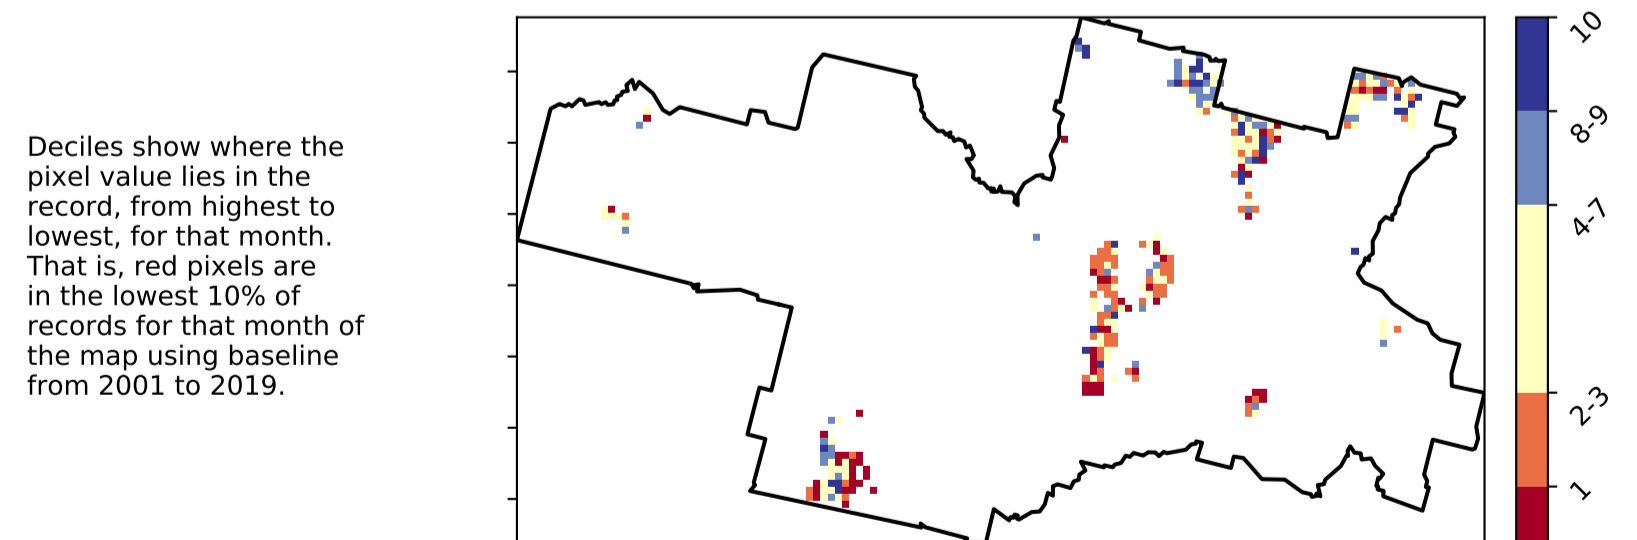 Deciles show where the
pixel value lies in the
record, from highest to
lowest, for that month.
That is, red pixels are
in the lowest 10% of
records for that month of
the map using baseline
from 2001 to 2019.
10
8-9
4-7
2-3
1